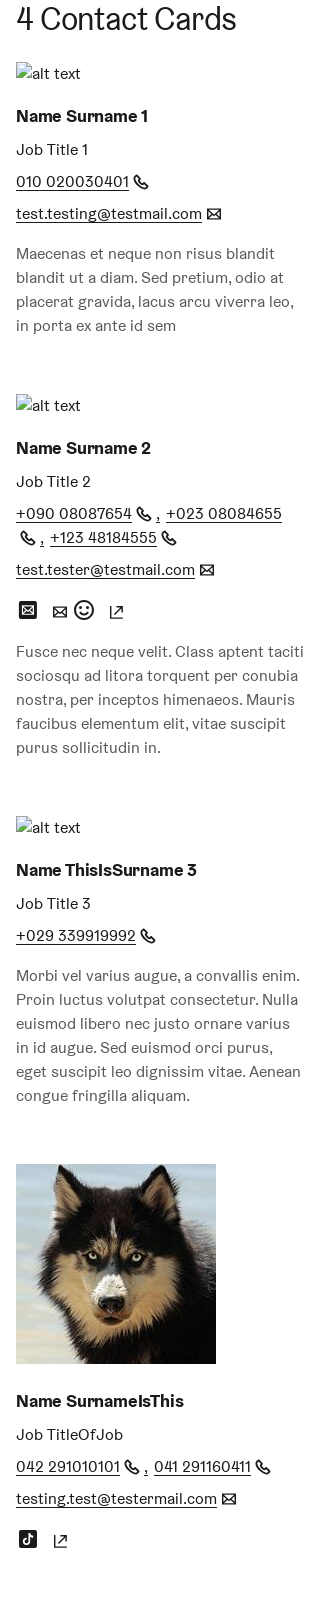 4 Contact Cards
alt text
Name Surname 1
Job Title 1
010 020030401
test.testing@testmail.com
Maecenas et neque non risus blandit
blandit ut a diam. Sed pretium, odio at
placerat gravida, lacus arcu viverra leo,
in porta ex ante id sem
alt text
Name Surname 2
Job Title 2
+090 08087654 , +023 08084655
, +123 48184555
test.tester@testmail.com
Fusce nec neque velit. Class aptent taciti
sociosqu ad litora torquent per conubia
nostra, per inceptos himenaeos. Mauris
faucibus elementum elit, vitae suscipit
purus sollicitudin in.
alt text
Name ThisIsSurname 3
Job Title 3
+029 339919992
Morbi vel varius augue, a convallis enim.
Proin luctus volutpat consectetur. Nulla
euismod libero nec justo ornare varius
in id augue. Sed euismod orci purus,
eget suscipit leo dignissim vitae. Aenean
congue fringilla aliquam.
Name SurnameIsThis
Job TitleOfJob
042 291010101 , 041 291160411
testing.test@testermail.com